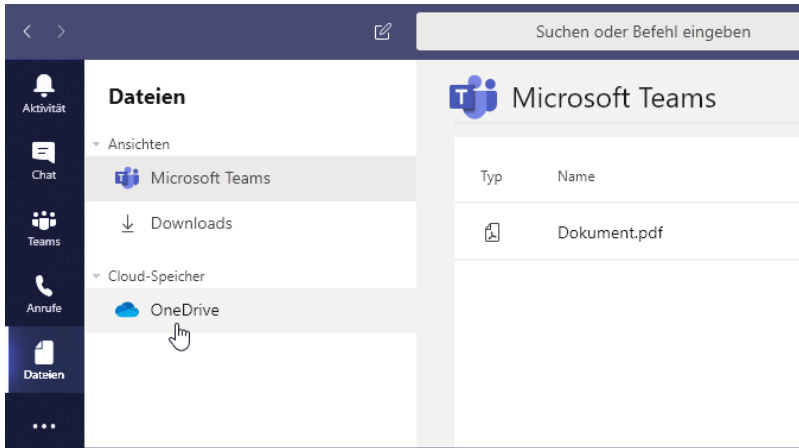 Suchen oder Befehl eingeben
Aktivität
Chat
Teams
Anrufe
Dateien
Dateien
Ansichten
Microsoft Teams
Downloads
Cloud-Speicher
OneDrive
Microsoft Teams
Typ Name
Dokument.pdf